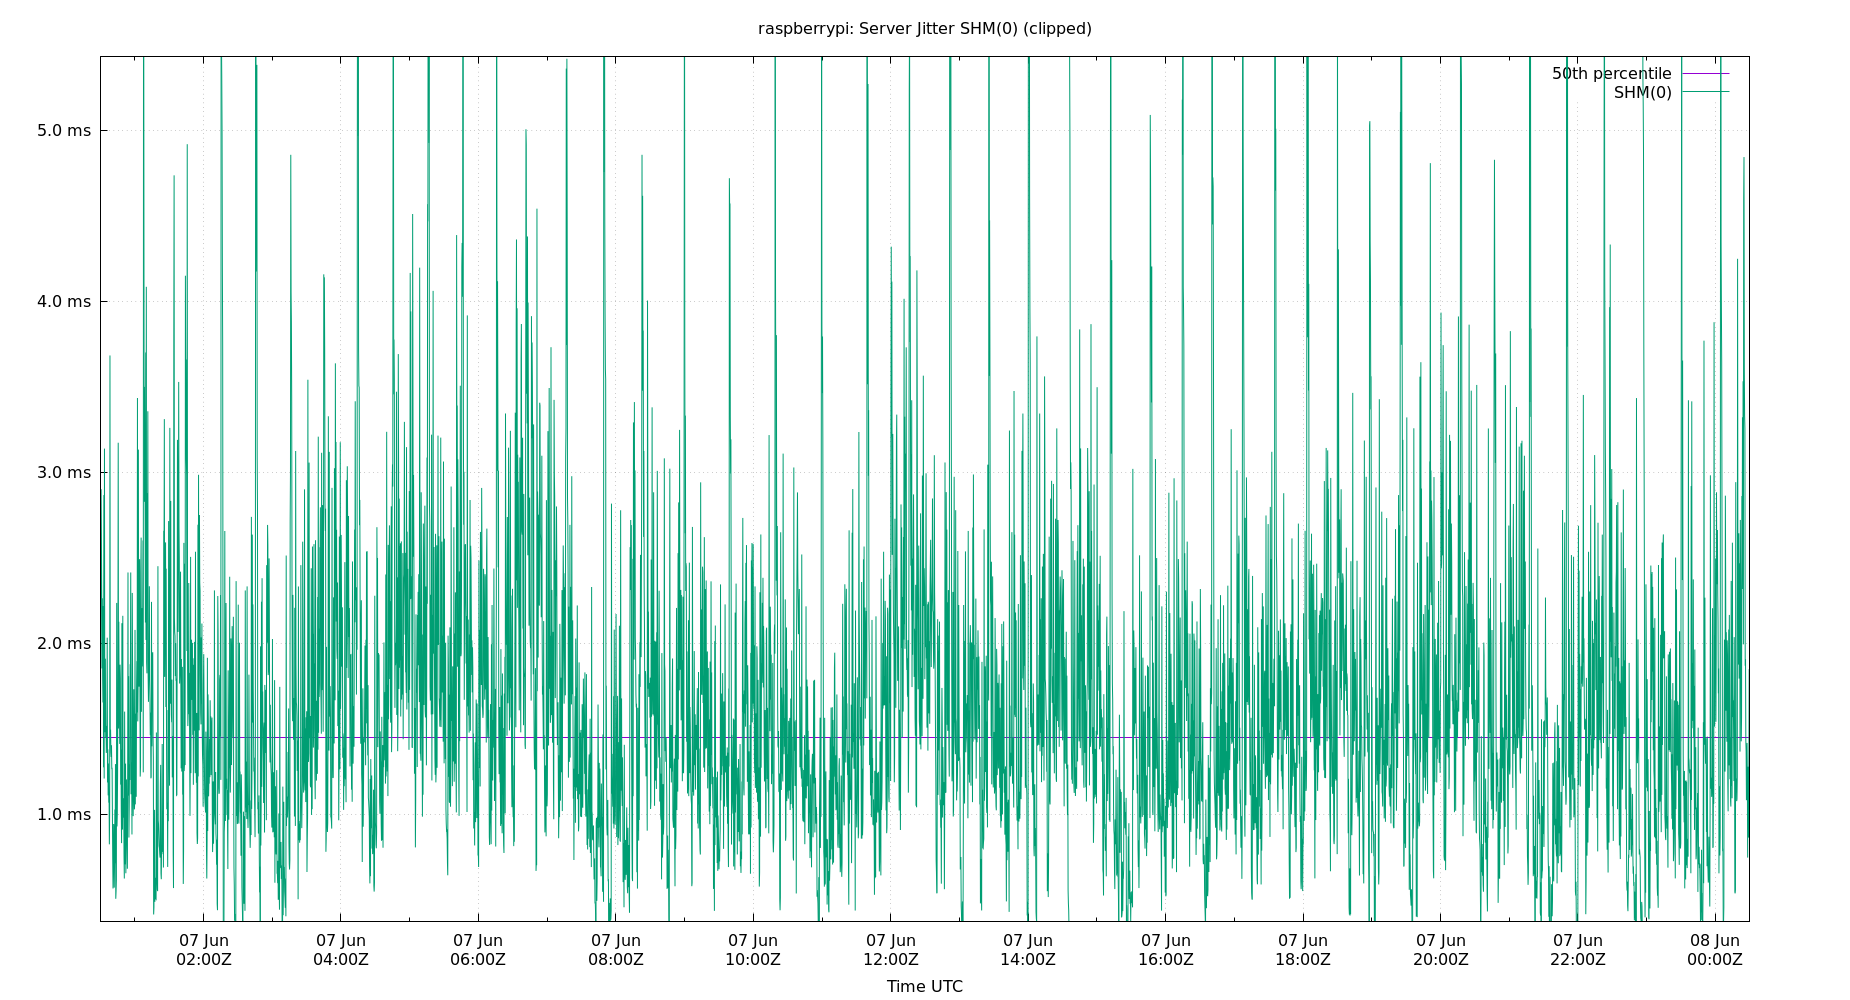 raspberrypi: Server Jitter SHM(0) (clipped)
50th percentile
SHM(0)
5.0 ms
4.0 ms
3.0 ms
2.0 ms
1.0 ms
07 Jun 07 Jun 07 Jun 07 Jun 07 Jun 07 Jun 07 Jun 07 Jun 07 Jun 07 Jun 07 Jun 08 Jun
02:00Z 04:00Z 06:00Z 08:00Z 10:00Z 12:00Z 14:00Z 16:00Z 18:00Z 20:00Z 22:00Z 00:00Z
Time UTC